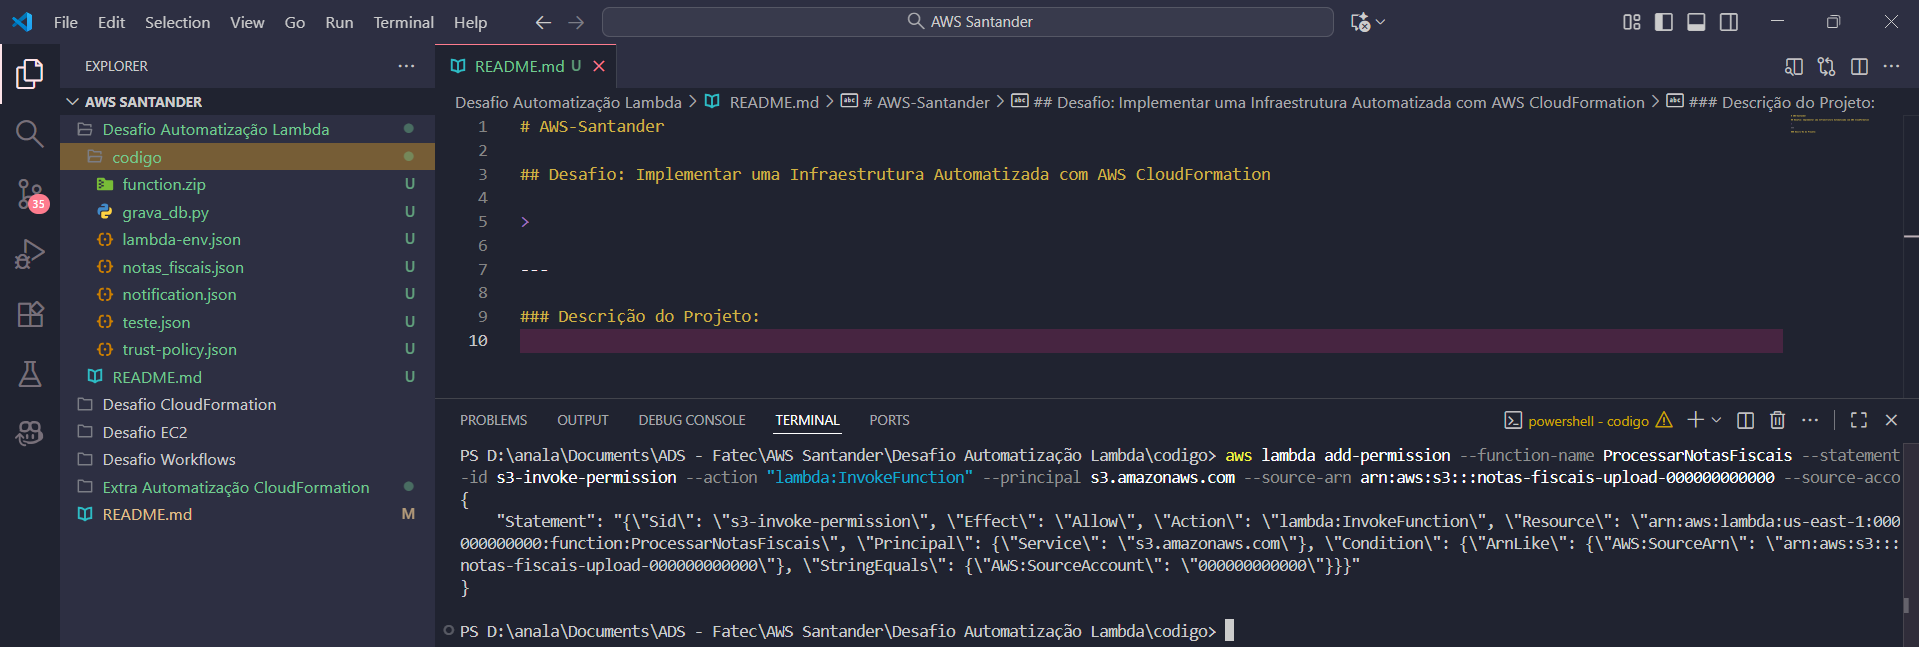 File Edit Selection View Go Run Terminal Help AWS Santander
EXPLORER
README.md U
AWS SANTANDER
Desafio Automatização Lambda > README.md > # AWS-Santander > ## Desafio: Implementar uma Infraestrutura Automatizada com AWS CloudFormation > ### Descrição do Projeto:
Desafio Automatização Lambda
codigo
function.zip U
grava_db.py U
lambda-env.json U
notas_fiscais.json U
notification.json U
teste.json U
trust-policy.json U
README.md U
Desafio CloudFormation
Desafio EC2
Desafio Workflows
Extra Automatização CloudFormation
README.md M
35
1 # AWS-Santander
2
3 ## Desafio: Implementar uma Infraestrutura Automatizada com AWS CloudFormation
4
5 >
6
7 ---
8
9 ### Descrição do Projeto:
10
PROBLEMS OUTPUT DEBUG CONSOLE TERMINAL PORTS
powershell - codigo
PS D:\anala\Documents\ADS - Fatec\AWS Santander\Desafio Automatização Lambda\codigo> aws lambda add-permission --function-name ProcessarNotasFiscais --statement
-id s3-invoke-permission --action "lambda:InvokeFunction" --principal s3.amazonaws.com --source-arn arn:aws:s3:::notas-fiscais-upload-000000000000 --source-acco
{
"Statement": "{\"Sid\": \"s3-invoke-permission\", \"Effect\": \"Allow\", \"Action\": \"lambda:InvokeFunction\", \"Resource\": \"arn:aws:lambda:us-east-1:000
000000000:function:ProcessarNotasFiscais\", \"Principal\": {\"Service\": \"s3.amazonaws.com\"}, \"Condition\": {\"ArnLike\": {\"AWS:SourceArn\": \"arn:aws:s3:::
notas-fiscais-upload-000000000000\"}, \"StringEquals\": {\"AWS:SourceAccount\": \"000000000000\"}}}"
}
PS D:\anala\Documents\ADS - Fatec\AWS Santander\Desafio Automatização Lambda\codigo>